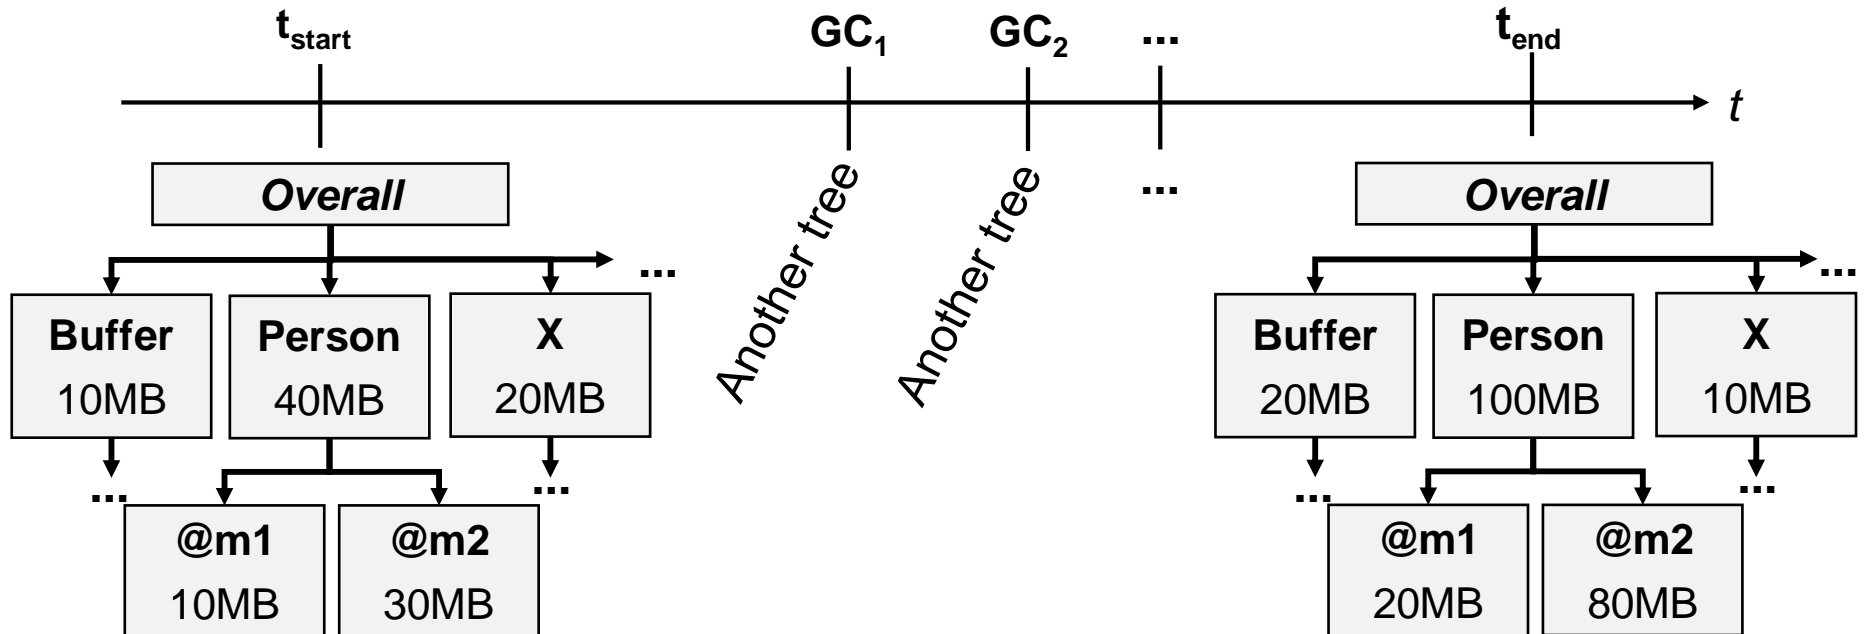 t_start
GC_1
GC_2
...
t_end
t
Another tree
Another tree
...
Overall
...
Buffer
10MB
Person
40MB
X
20MB
...
...
@m1
10MB
@m2
30MB
Overall
...
Buffer
20MB
Person
100MB
X
10MB
...
...
@m1
20MB
@m2
80MB